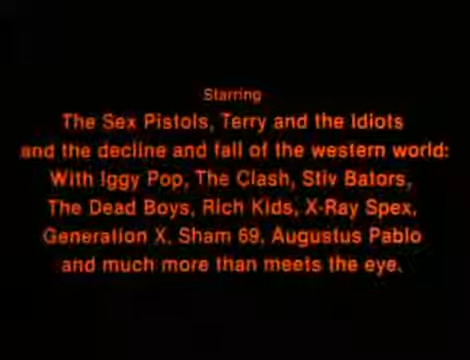 Starring
The Sex Pistols, Terry and the Idiots
and the decline and fall of the western world:
With Iggy Pop, The Clash, Stiv Bators,
The Dead Boys, Rich Kids, X-Ray Spex,
Generation X, Sham 69, Augustus Pablo
and much more than meets the eye.